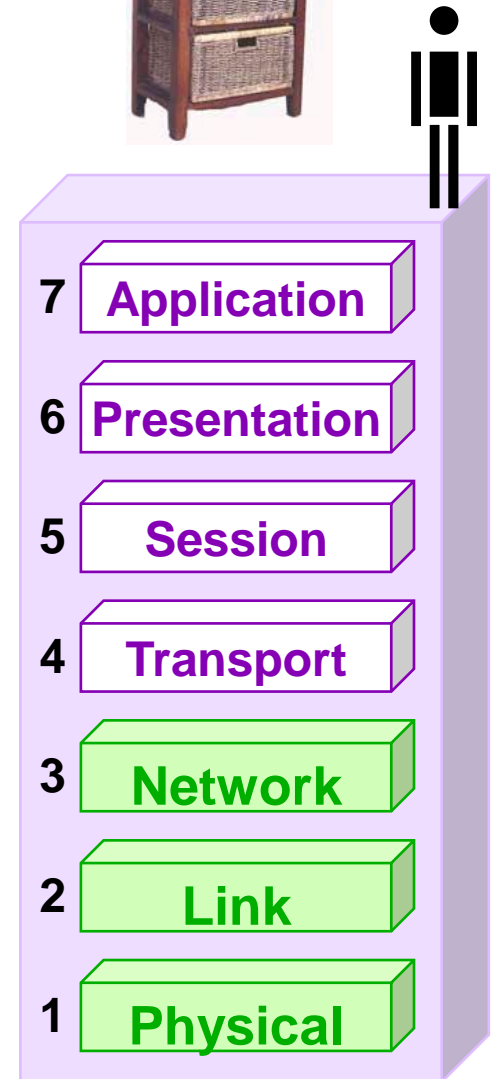 7 Application
6 Presentation
5 Session
4 Transport
3 Network
2 Link
1 Physical